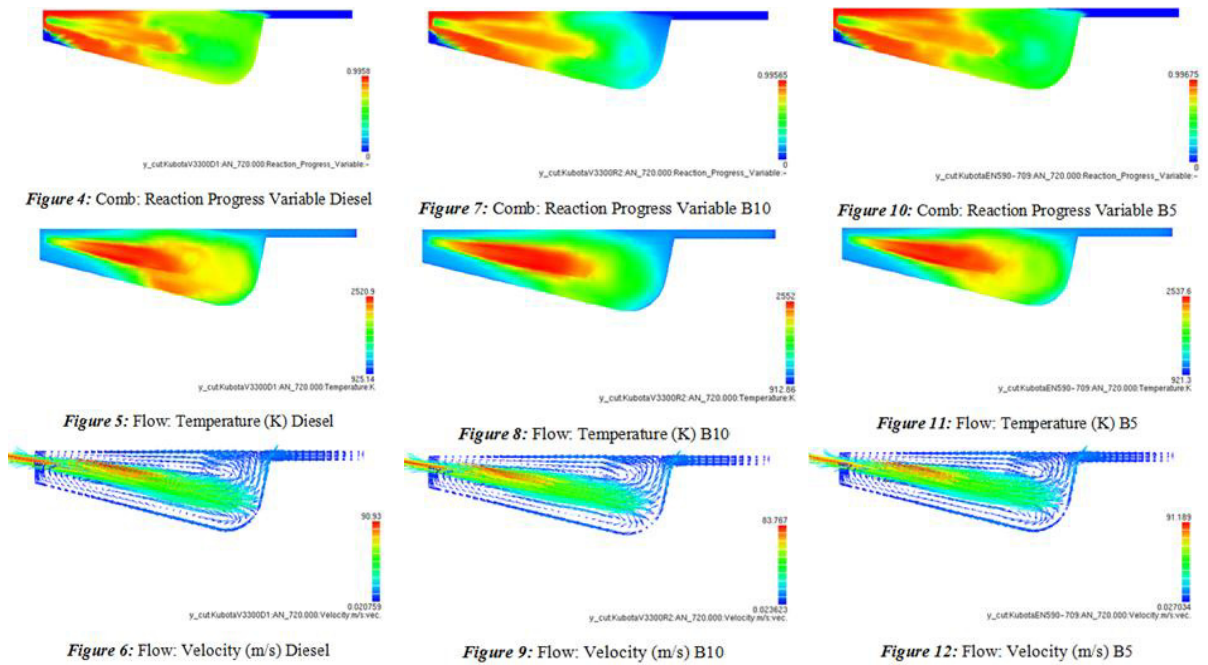 0.9958
0
y_cut:KubotaV3300D1:AN_720.000:Reaction_Progress_Variable:-
Figure 4: Comb: Reaction Progress Variable Diesel
0.99565
0
y_cut:KubotaV3300R2:AN_720.000:Reaction_Progress_Variable:-
Figure 7: Comb: Reaction Progress Variable B10
0.99675
0
y_cut:KubotaEN590-709:AN_720.000:Reaction_Progress_Variable:-
Figure 10: Comb: Reaction Progress Variable B5
2520.9
925.14
y_cut:KubotaV3300D1:AN_720.000:Temperature:K
Figure 5: Flow: Temperature (K) Diesel
2552
912.86
y_cut:KubotaV3300R2:AN_720.000:Temperature:K
Figure 8: Flow: Temperature (K) B10
2537.6
921.3
y_cut:KubotaEN590-709:AN_720.000:Temperature:K
Figure 11: Flow: Temperature (K) B5
90.93
0.020759
y_cut:KubotaV3300D1:AN_720.000:Velocity:m/s:vec.
Figure 6: Flow: Velocity (m/s) Diesel
83.767
0.023623
y_cut:KubotaV3300R2:AN_720.000:Velocity:m/s:vec.
Figure 9: Flow: Velocity (m/s) B10
91.189
0.027034
y_cut:KubotaEN590-709:AN_720.000:Velocity:m/s:vec.
Figure 12: Flow: Velocity (m/s) B5